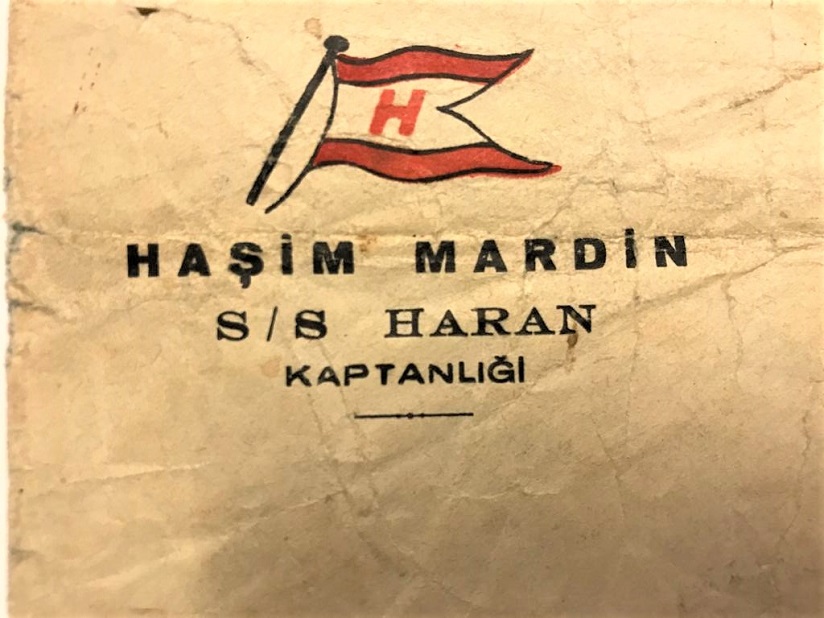 H
HAŞİM MARDİN
S/S HARAN
KAPTANLIĞİ